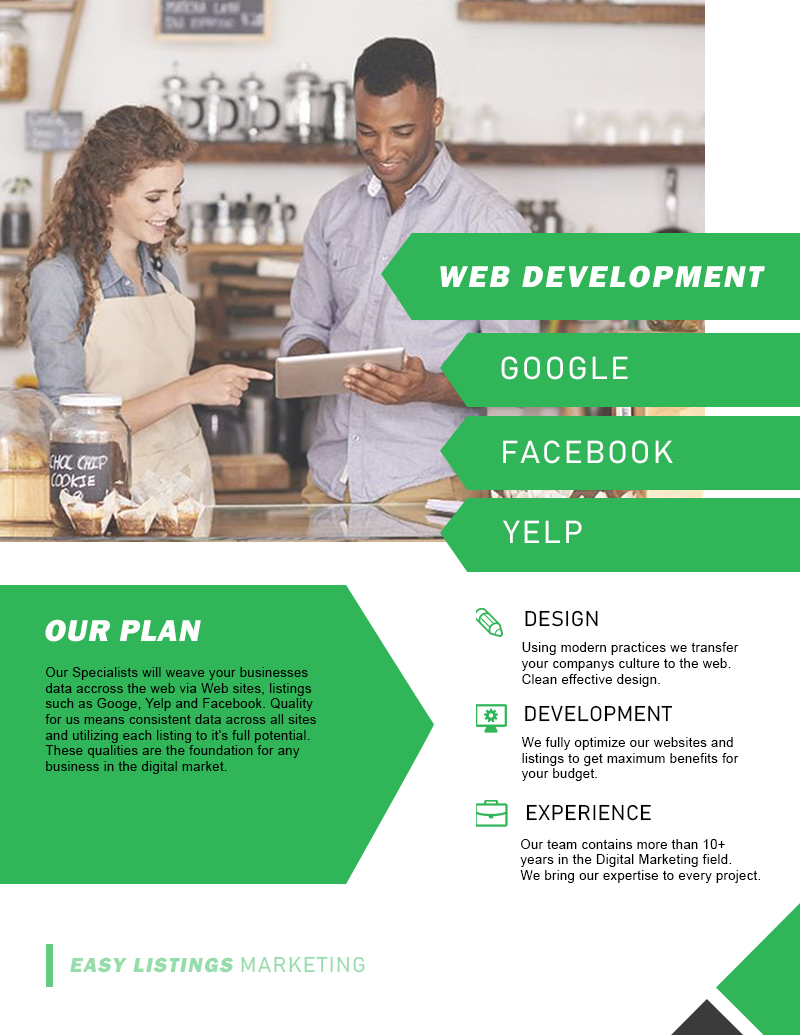 WEB DEVELOPMENT
GOOGLE
FACEBOOK
YELP
CHOC CHIP
COOKIE
OUR PLAN
Our Specialists will weave your businesses
data accross the web via Web sites, listings
such as Googe, Yelp and Facebook. Quality
for us means consistent data across all sites
and utilizing each listing to it's full potential.
These qualities are the foundation for any
business in the digital market.
DESIGN
Using modern practices we transfer
your companys culture to the web.
Clean effective design.
DEVELOPMENT
We fully optimize our websites and
listings to get maximum benefits for
your budget.
EXPERIENCE
Our team contains more than 10+
years in the Digital Marketing field.
We bring our expertise to every project.
EASY LISTINGS MARKETING